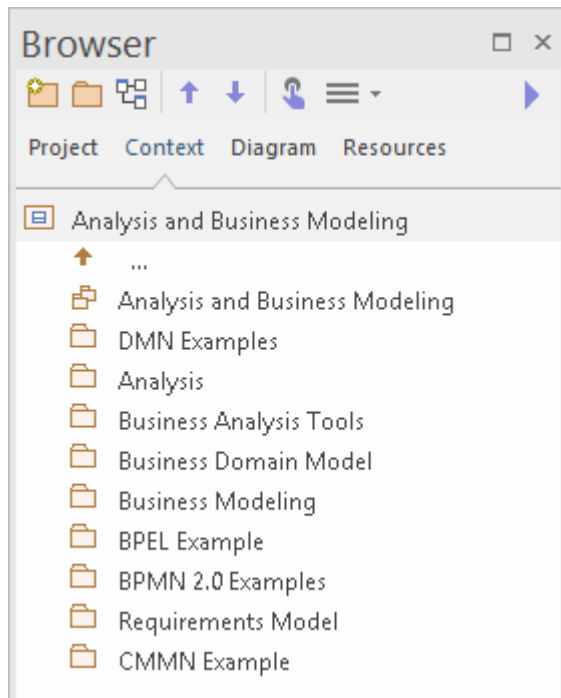 Browser
Project Context Diagram Resources
Analysis and Business Modeling
...
Analysis and Business Modeling
DMN Examples
Analysis
Business Analysis Tools
Business Domain Model
Business Modeling
BPEL Example
BPMN 2.0 Examples
Requirements Model
CMMN Example